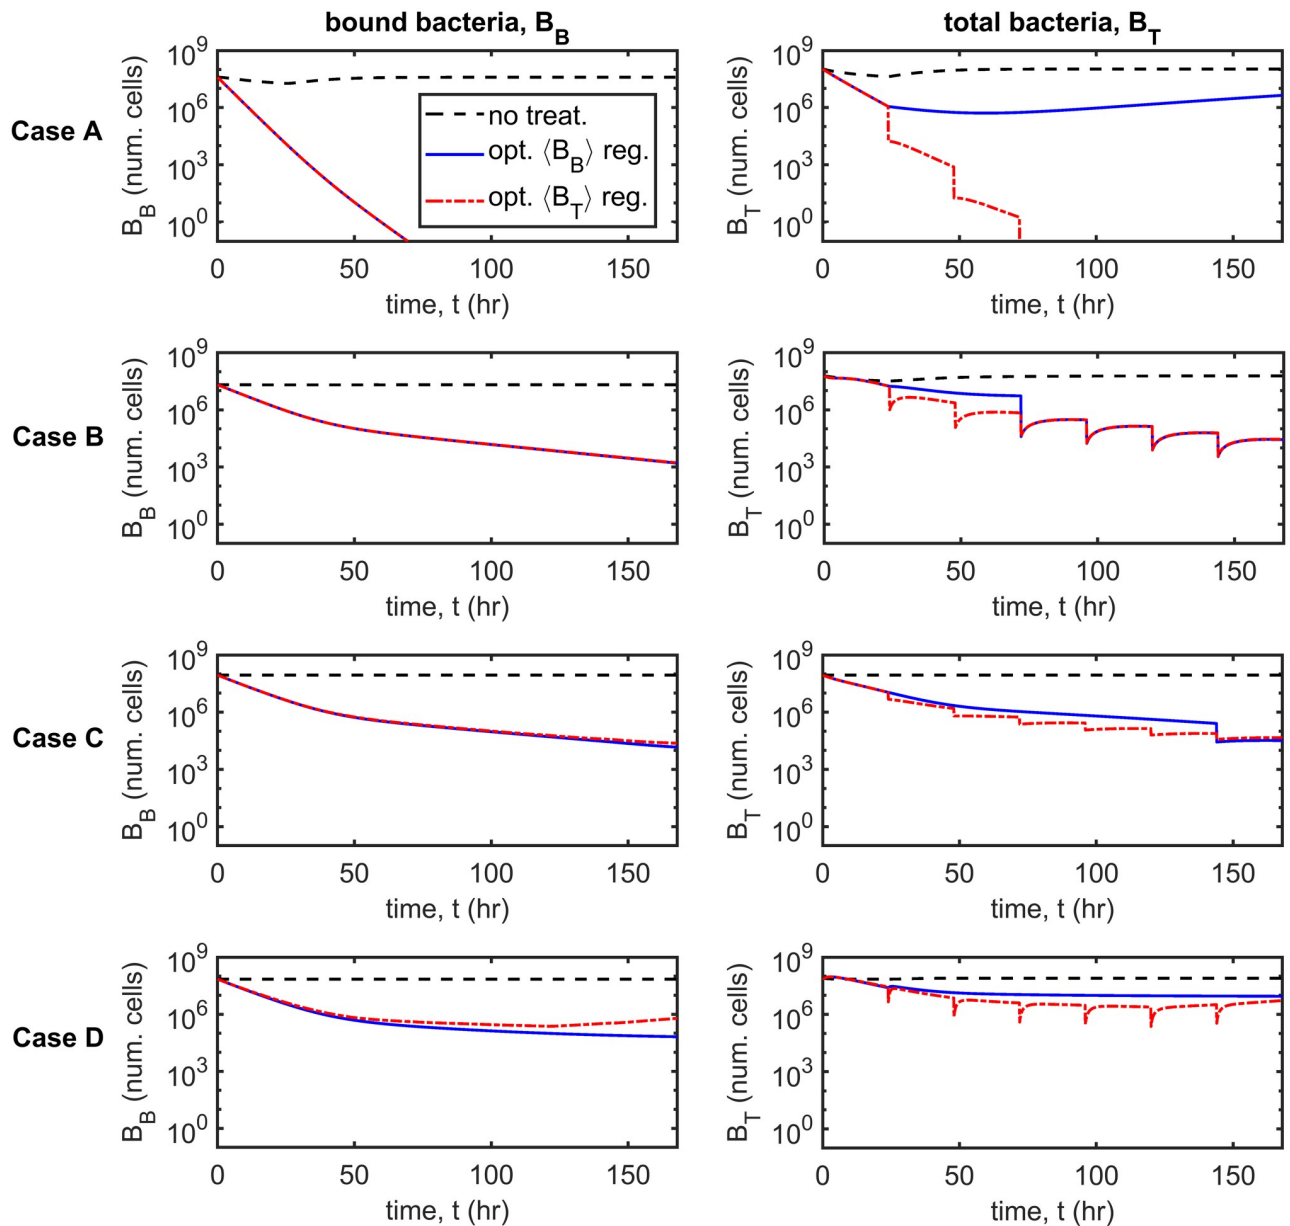 bound bacteria, B_B
total bacteria, B_T
Case A
B_B (num. cells)
10^9
10^6
10^3
10^0
0 50 100 150
time, t (hr)
no treat.
opt. ⟨B_B⟩ reg.
opt. ⟨B_T⟩ reg.
B_T (num. cells)
10^9
10^6
10^3
10^0
0 50 100 150
time, t (hr)
Case B
B_B (num. cells)
10^9
10^6
10^3
10^0
0 50 100 150
time, t (hr)
B_T (num. cells)
10^9
10^6
10^3
10^0
0 50 100 150
time, t (hr)
Case C
B_B (num. cells)
10^9
10^6
10^3
10^0
0 50 100 150
time, t (hr)
B_T (num. cells)
10^9
10^6
10^3
10^0
0 50 100 150
time, t (hr)
Case D
B_B (num. cells)
10^9
10^6
10^3
10^0
0 50 100 150
time, t (hr)
B_T (num. cells)
10^9
10^6
10^3
10^0
0 50 100 150
time, t (hr)